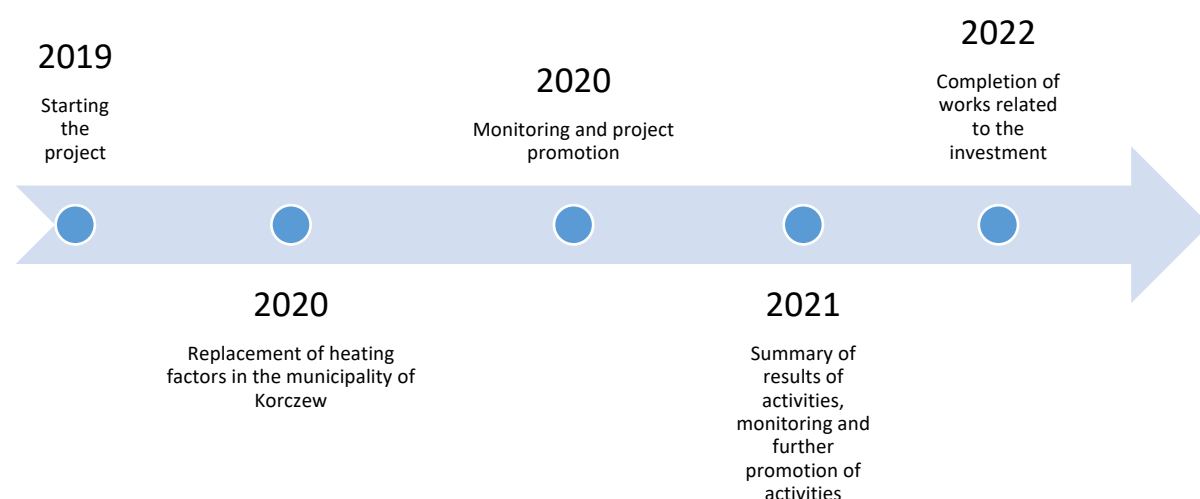 2019
Starting
the
project
2020
Replacement of heating
factors in the municipality of
Korczew
2020
Monitoring and project
promotion
2021
Summary of
results of
activities,
monitoring and
further
promotion of
activities
2022
Completion of
works related
to the
investment